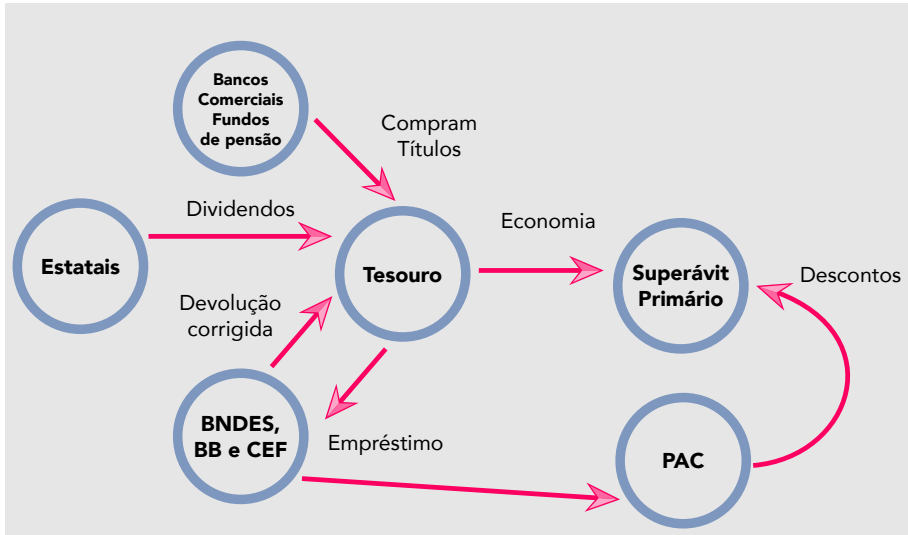 Bancos
Comerciais
Fundos
de pensão
Compram
Títulos
Dividendos
Economia
Estatais
Tesouro
Superávit
Primário
Descontos
Devolução
corrigida
BNDES,
BB e CEF
Empréstimo
PAC